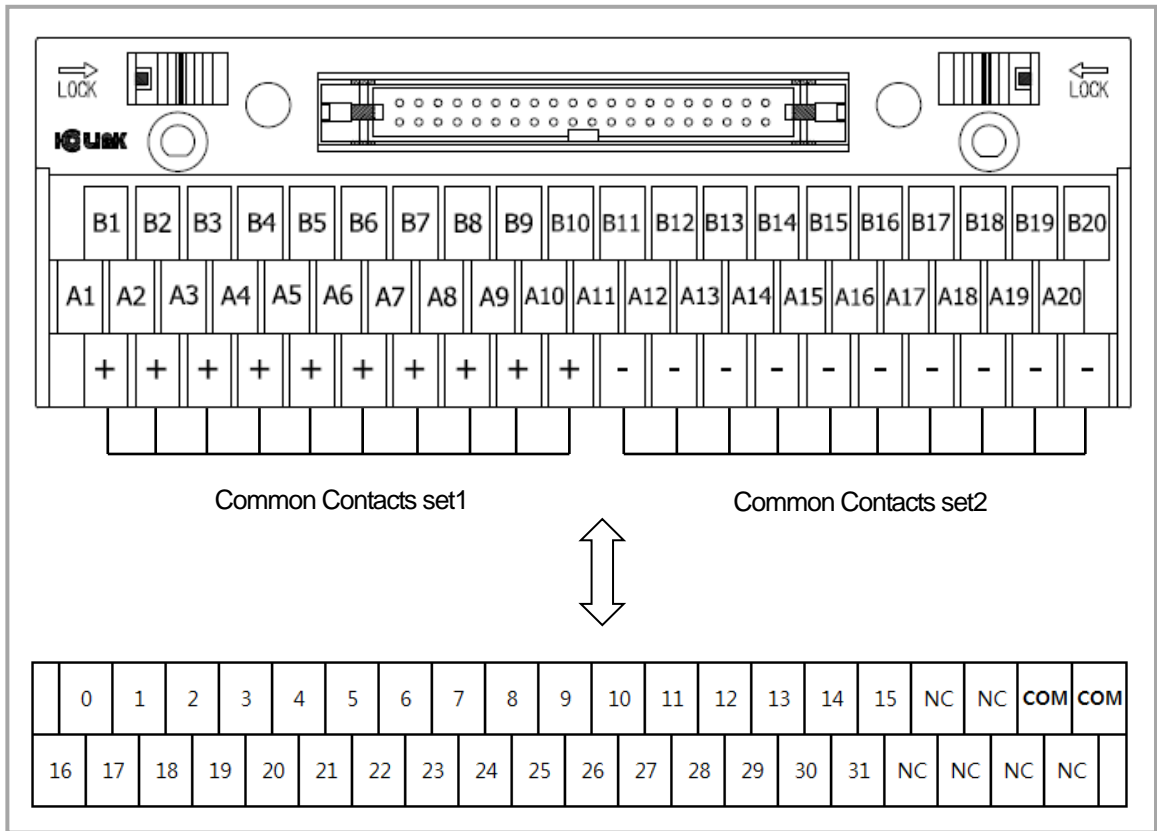 LOCK LOCK
B1 B2 B3 B4 B5 B6 B7 B8 B9 B10 B11 B12 B13 B14 B15 B16 B17 B18 B19 B20
A1 A2 A3 A4 A5 A6 A7 A8 A9 A10 A11 A12 A13 A14 A15 A16 A17 A18 A19 A20
+ + + + + + + + + + - - - - - - - - - -
Common Contacts set1 Common Contacts set2
0 1 2 3 4 5 6 7 8 9 10 11 12 13 14 15 NC NC COM COM
16 17 18 19 20 21 22 23 24 25 26 27 28 29 30 31 NC NC NC NC